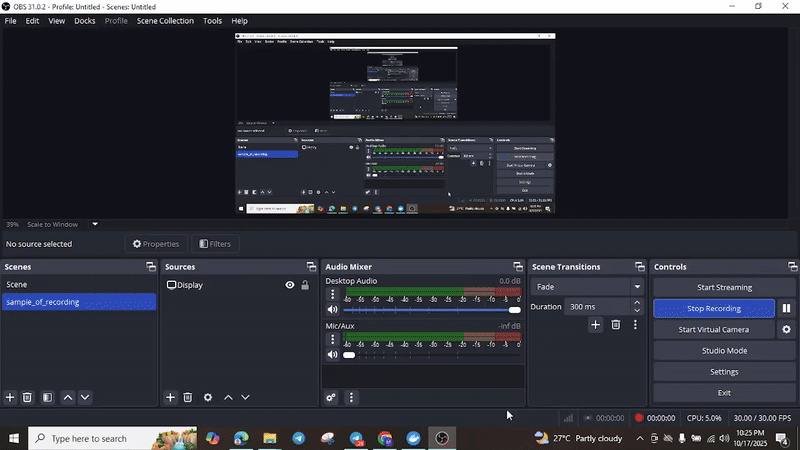 OBS 31.0.2 - Profile: Untitled - Scenes: Untitled
File Edit View Docks Profile Scene Collection Tools Help
39% Scale to Window
No source selected Properties Filters
Scenes Sources Audio Mixer Scene Transitions Controls
Scene
sample_of_recording
Display
Desktop Audio 0.0 dB
-60 -55 -50 -45 -40 -35 -30 -25 -20 -15 -10 -5 0
Mic/Aux -inf dB
-60 -55 -50 -45 -40 -35 -30 -25 -20 -15 -10 -5 0
Fade
Duration 300 ms
Start Streaming
Stop Recording
Start Virtual Camera
Studio Mode
Settings
Exit
00:00:00 00:00:00 CPU: 5.0% 30.00 / 30.00 FPS
Type here to search 27°C Partly cloudy 10:25 PM
10/17/2025